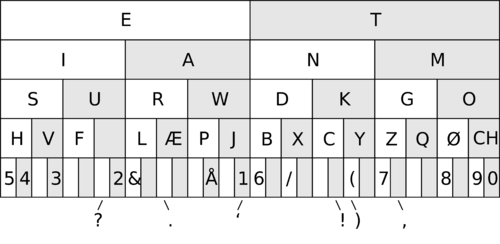 E T
I A N M
S U R W D K G O
H V F L Æ P J B X C Y Z Q Ø CH
5 4 3 2 & Å 1 6 / ( 7 8 9 0
? . ‘ ! ) ,